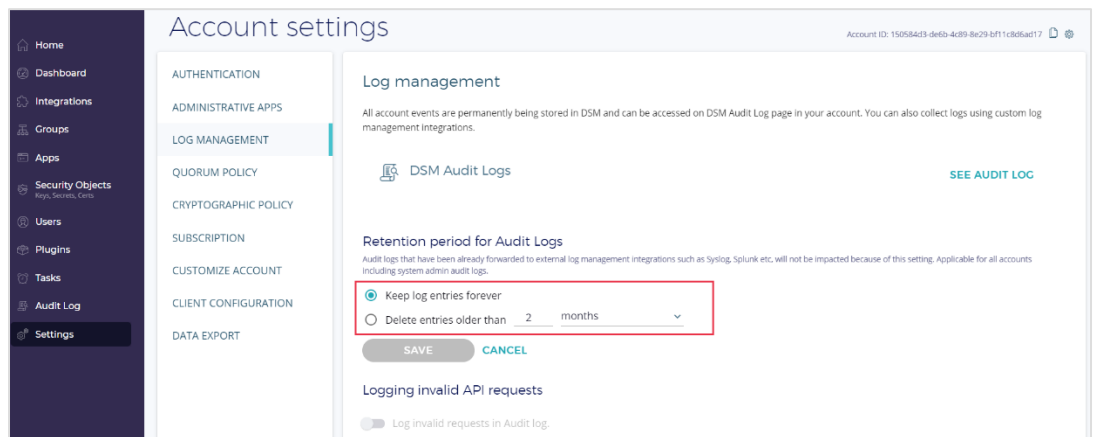 Account settings
Account ID: 150584d3-de6b-4c89-8e29-bf11c8d6ad17
Home
Dashboard
Integrations
Groups
Apps
Security Objects
Keys, Secrets, Certs
Users
Plugins
Tasks
Audit Log
Settings
AUTHENTICATION
ADMINISTRATIVE APPS
LOG MANAGEMENT
QUORUM POLICY
CRYPTOGRAPHIC POLICY
SUBSCRIPTION
CUSTOMIZE ACCOUNT
CLIENT CONFIGURATION
DATA EXPORT
Log management
All account events are permanently being stored in DSM and can be accessed on DSM Audit Log page in your account. You can also collect logs using custom log
management integrations.
DSM Audit Logs
SEE AUDIT LOG
Retention period for Audit Logs
Audit logs that have been already forwarded to external log management integrations such as Syslog, Splunk etc, will not be impacted because of this setting. Applicable for all accounts
including system admin audit logs.
Keep log entries forever
Delete entries older than 2 months
SAVE CANCEL
Logging invalid API requests
Log invalid requests in Audit log.